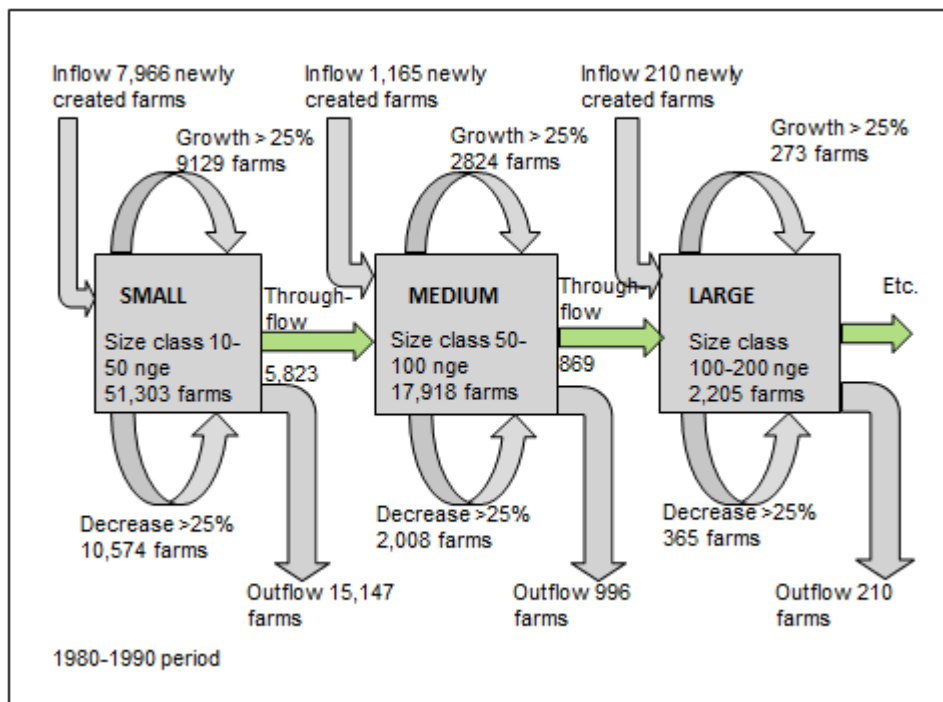 Inflow 7,966 newly
created farms
Inflow 1,165 newly
created farms
Inflow 210 newly
created farms
Growth > 25%
9129 farms
Growth > 25%
2824 farms
Growth > 25%
273 farms
SMALL
Size class 10-
50 nge
51,303 farms
Through-
flow
5,823
MEDIUM
Size class 50-
100 nge
17,918 farms
Through-
flow
869
LARGE
Size class
100-200 nge
2,205 farms
Etc.
Decrease >25%
10,574 farms
Decrease >25%
2,008 farms
Decrease >25%
365 farms
Outflow 15,147
farms
Outflow 996
farms
Outflow 210
farms
1980-1990 period